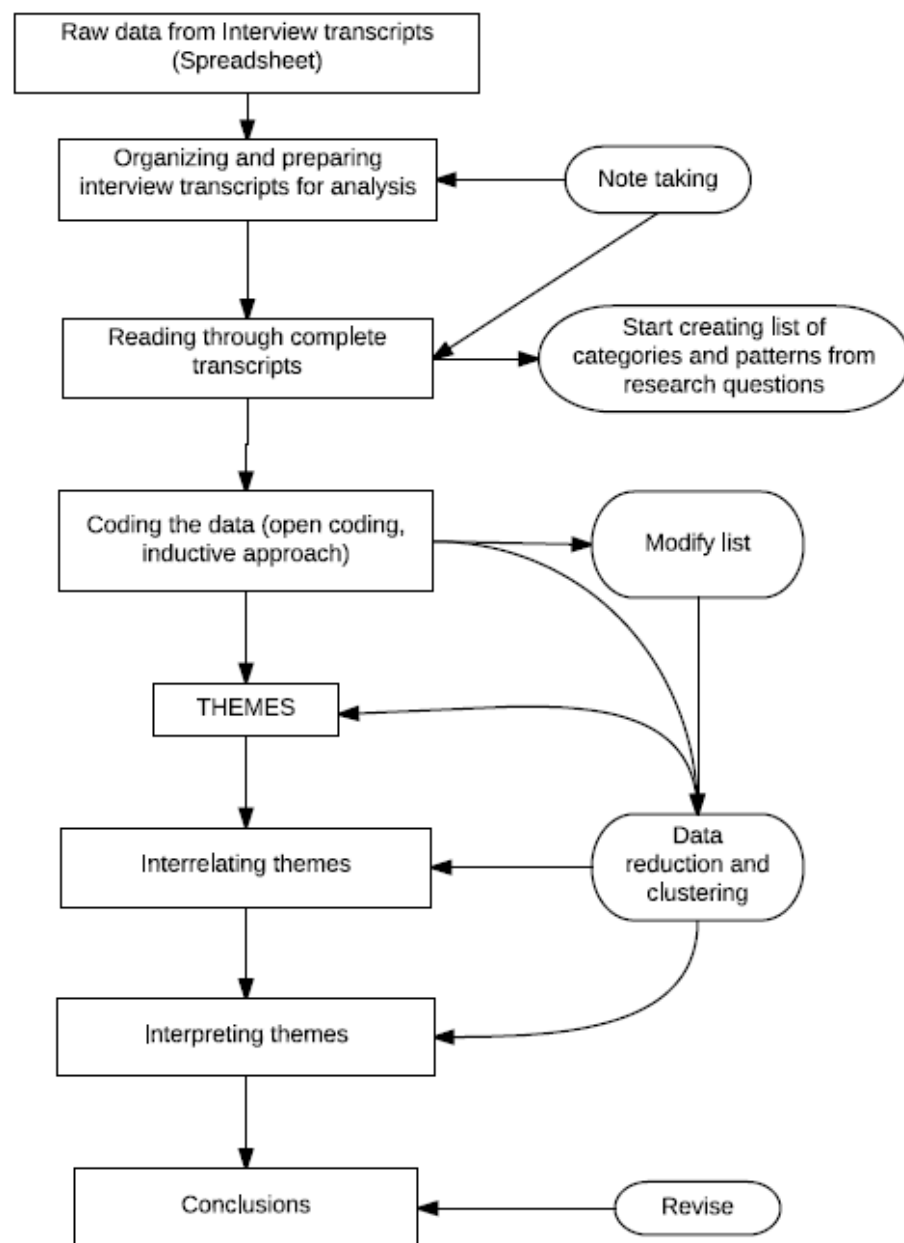 Raw data from Interview transcripts
(Spreadsheet)
Organizing and preparing
interview transcripts for analysis
Note taking
Reading through complete
transcripts
Start creating list of
categories and patterns from
research questions
Coding the data (open coding,
inductive approach)
Modify list
THEMES
Data
reduction and
clustering
Interrelating themes
Interpreting themes
Conclusions
Revise